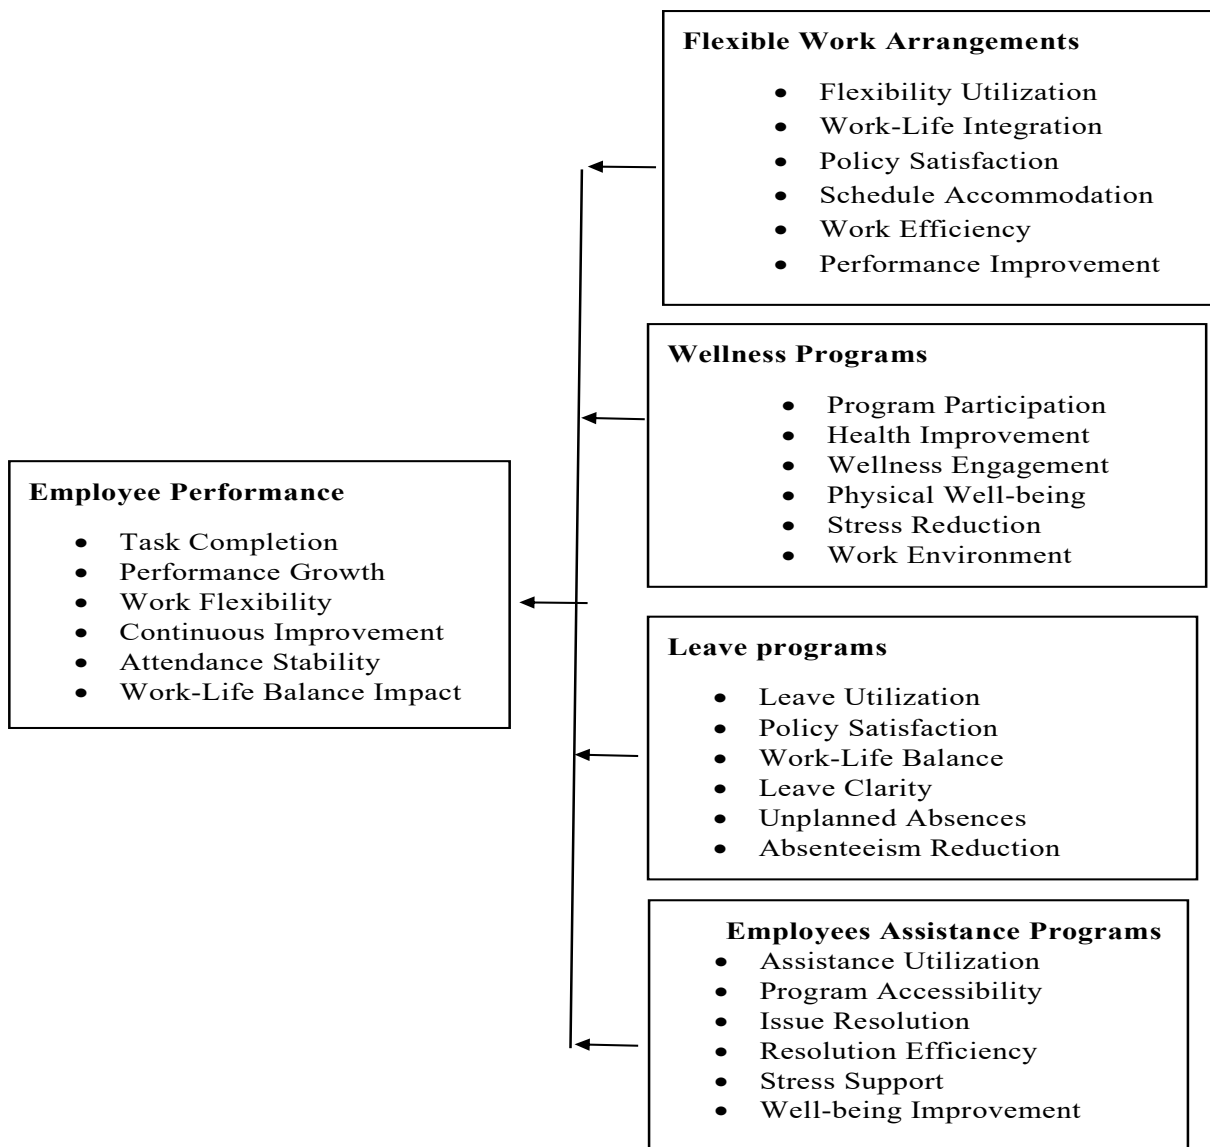 Flexible Work Arrangements
• Flexibility Utilization
• Work-Life Integration
• Policy Satisfaction
• Schedule Accommodation
• Work Efficiency
• Performance Improvement
Wellness Programs
• Program Participation
• Health Improvement
• Wellness Engagement
• Physical Well-being
• Stress Reduction
• Work Environment
Employee Performance
• Task Completion
• Performance Growth
• Work Flexibility
• Continuous Improvement
• Attendance Stability
• Work-Life Balance Impact
Leave programs
• Leave Utilization
• Policy Satisfaction
• Work-Life Balance
• Leave Clarity
• Unplanned Absences
• Absenteeism Reduction
Employees Assistance Programs
• Assistance Utilization
• Program Accessibility
• Issue Resolution
• Resolution Efficiency
• Stress Support
• Well-being Improvement